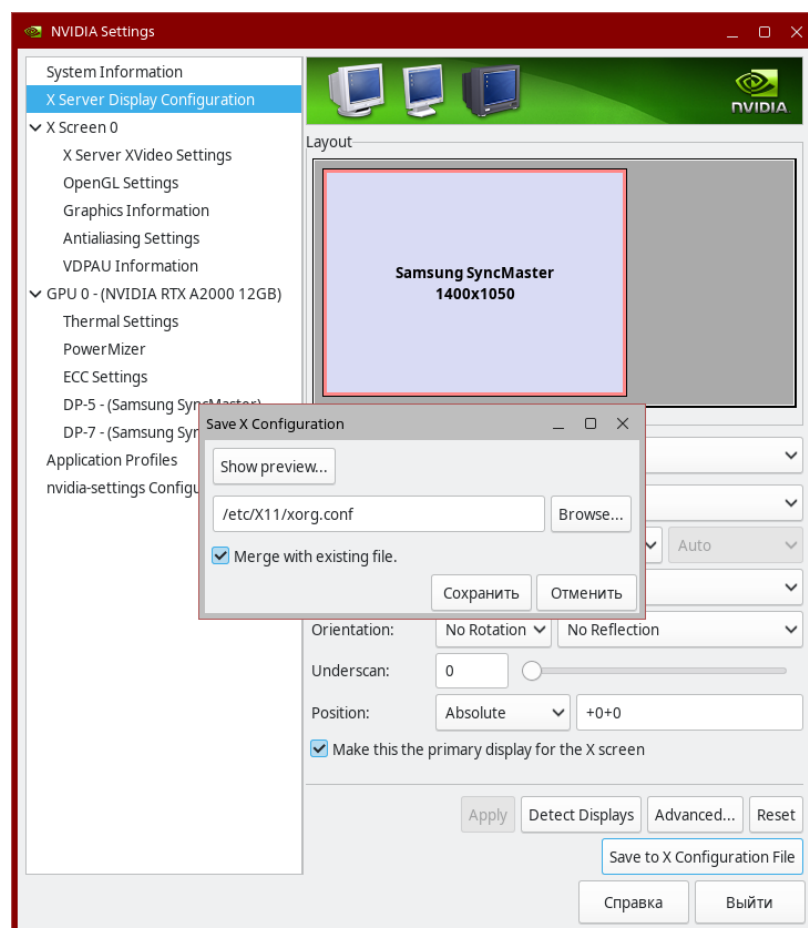 NVIDIA Settings
System Information
X Server Display Configuration
X Screen 0
X Server XVideo Settings
OpenGL Settings
Graphics Information
Antialiasing Settings
VDPAU Information
GPU 0 - (NVIDIA RTX A2000 12GB)
Thermal Settings
PowerMizer
ECC Settings
DP-5 - (Samsung SyncMaster)
DP-7 - (Samsung
Application Profiles
nvidia-settings
NVIDIA
Layout
Samsung SyncMaster
1400x1050
Save X Configuration
Show preview...
/etc/X11/xorg.conf
Browse...
Merge with existing file.
Сохранить
Отменить
Auto
Orientation:
No Rotation
No Reflection
Underscan:
0
Position:
Absolute
+0+0
Make this the primary display for the X screen
Apply
Detect Displays
Advanced...
Reset
Save to X Configuration File
Справка
Выйти